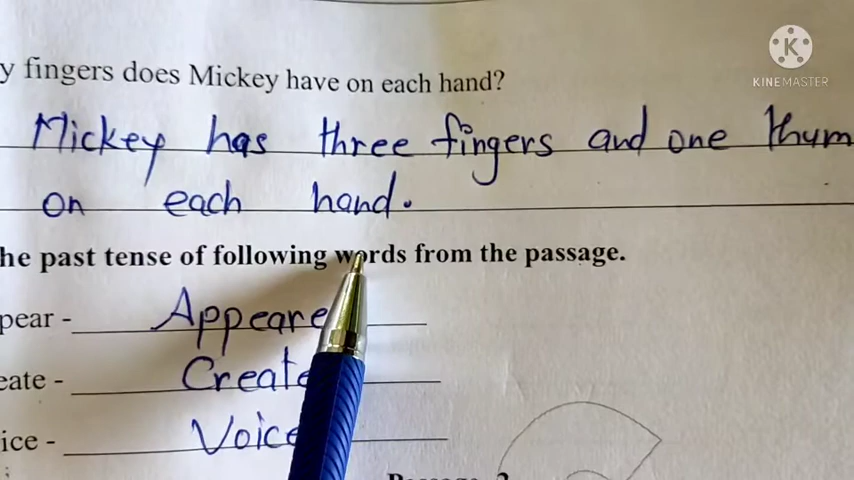 K
KINEMASTER
y fingers does Mickey have on each hand?
Mickey has three fingers and one thum
on each hand.
he past tense of following words from the passage.
pear - Appeare
eate - Create
ice - Voice